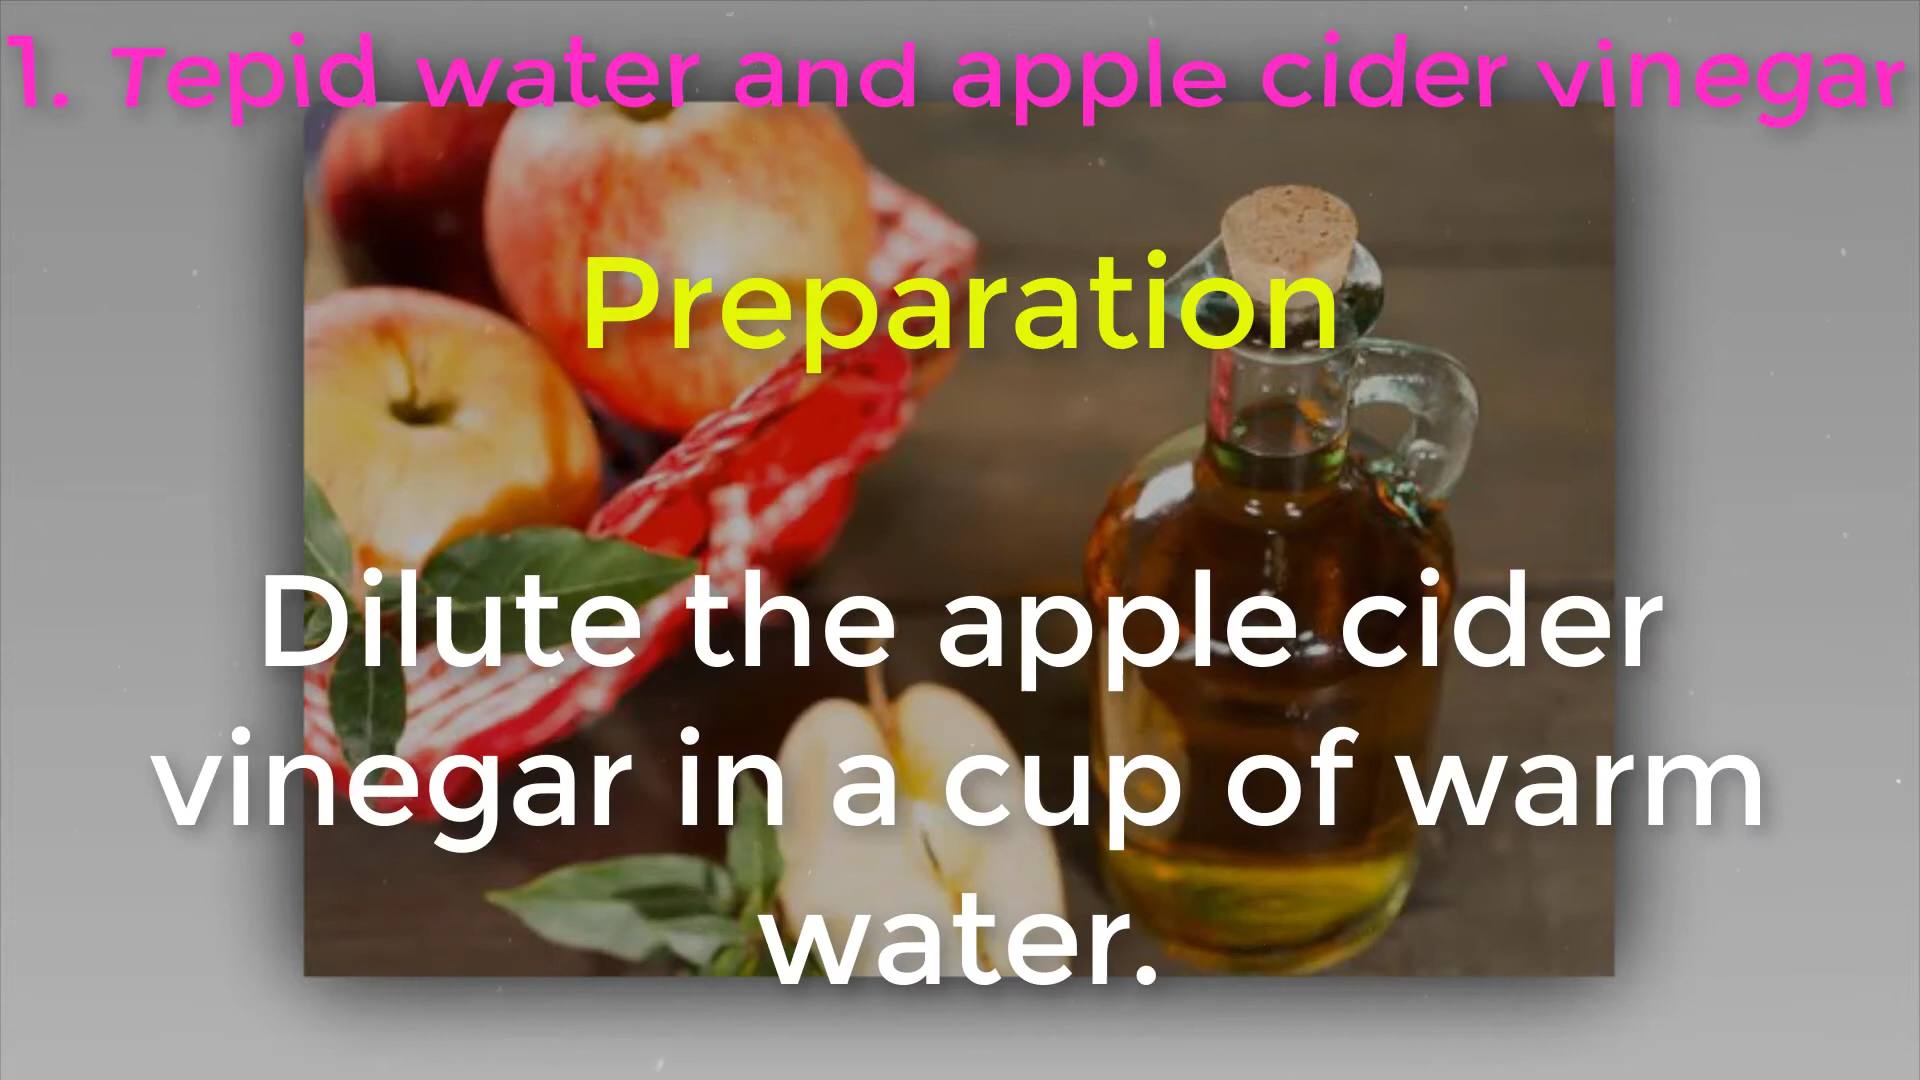 1. Tepid water and apple cider vinegar
Preparation
Dilute the apple cider
vinegar in a cup of warm
water.